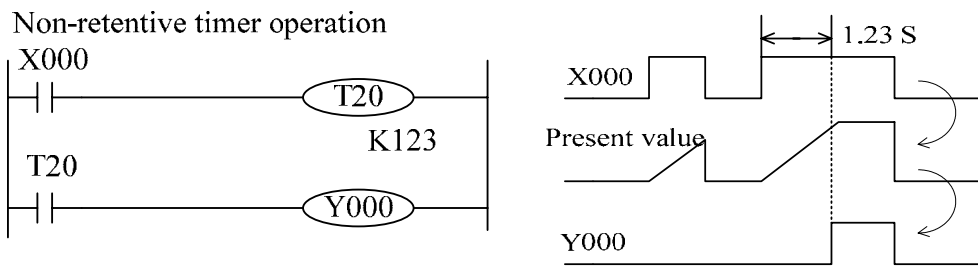 Non-retentive timer operation
X000
T20
K123
T20
Y000
1.23 S
X000
Present value
Y000